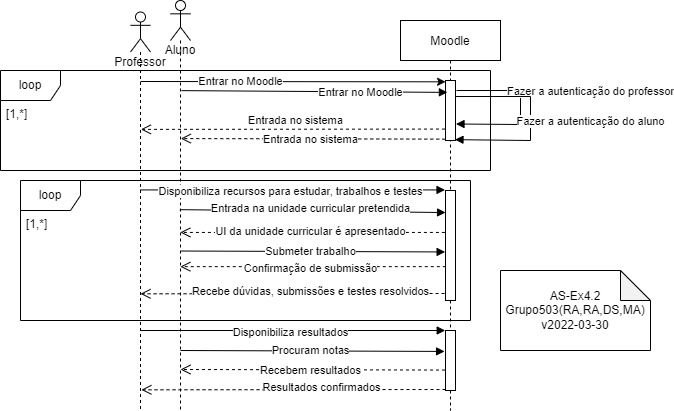 Professor
Aluno
Moodle
loop
[1,*]
Entrar no Moodle
Entrar no Moodle
Fazer a autenticação do professor
Fazer a autenticação do aluno
Entrada no sistema
Entrada no sistema
loop
[1,*]
Disponibiliza recursos para estudar, trabalhos e testes
Entrada na unidade curricular pretendida
UI da unidade curricular é apresentado
Submeter trabalho
Confirmação de submissão
Recebe dúvidas, submissões e testes resolvidos
Disponibiliza resultados
Procuram notas
Recebem resultados
Resultados confirmados
AS-Ex4.2
Grupo503(RA,RA,DS,MA)
v2022-03-30